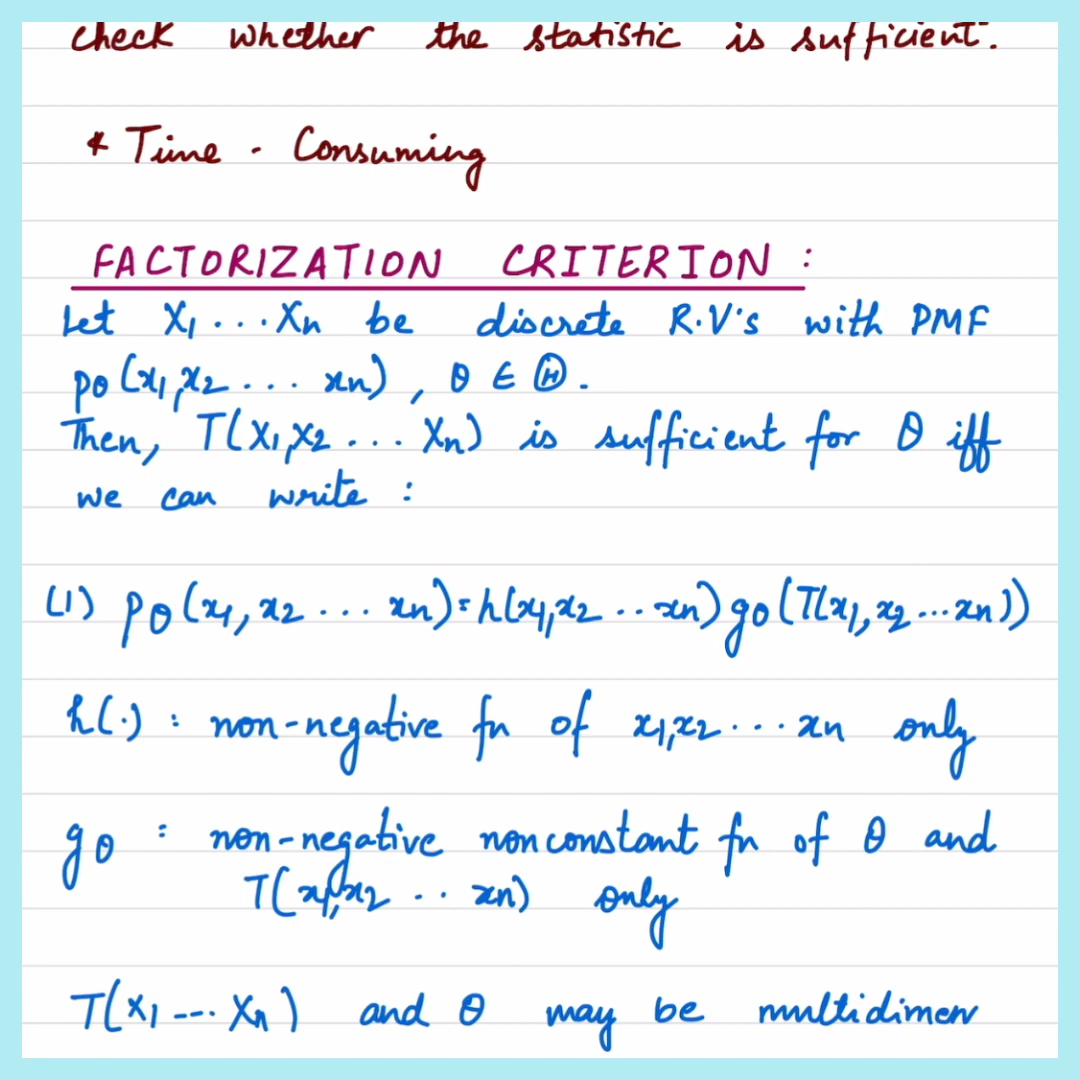 check whether the statistic is sufficient.
* Time - Consuming
FACTORIZATION CRITERION :
Let X₁ ... Xn be discrete R.V's with PMF
pθ (x₁, x₂ ... xn) , θ ∈ Ⓗ.
Then, T(X₁, X₂ ... Xn) is sufficient for θ iff
we can write :
(1) pθ (x₁, x₂ ... xn) = h(x₁, x₂ .. xn) gθ (T(x₁, x₂ ... xn))
h(.) : non-negative fn of x₁, x₂ ... xn only
gθ : non-negative nonconstant fn of θ and
T(x₁, x₂ .. xn) only
T(X₁ --- Xn) and θ may be multidimen